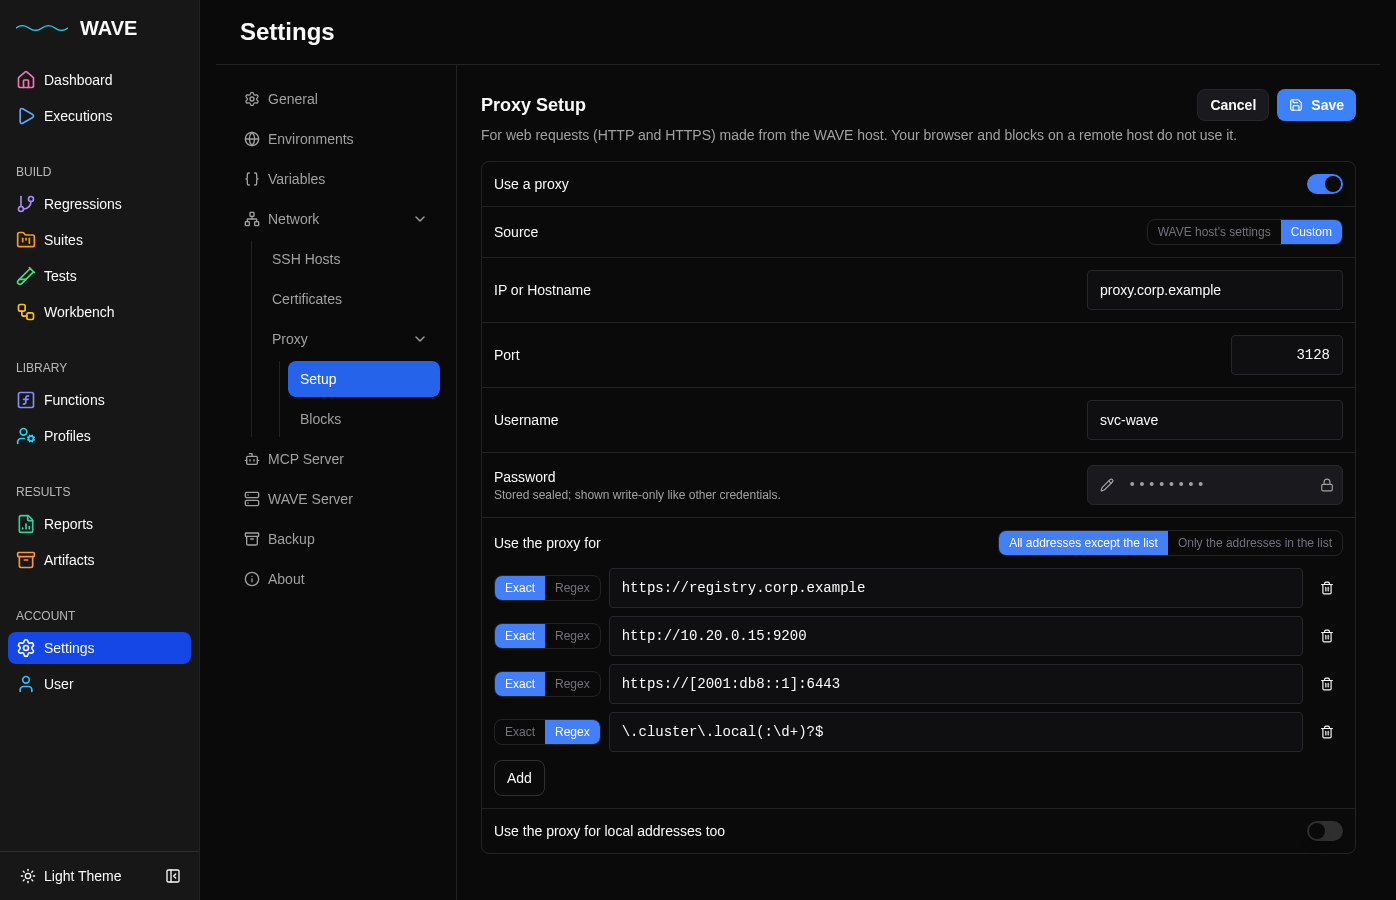 WAVE
Dashboard
Executions
BUILD
Regressions
Suites
Tests
Workbench
LIBRARY
Functions
Profiles
RESULTS
Reports
Artifacts
ACCOUNT
Settings
User
Light Theme
Settings
General
Environments
Variables
Network
SSH Hosts
Certificates
Proxy
Setup
Blocks
MCP Server
WAVE Server
Backup
About
Proxy Setup
Cancel
Save
For web requests (HTTP and HTTPS) made from the WAVE host. Your browser and blocks on a remote host do not use it.
Use a proxy
Source
WAVE host's settings Custom
IP or Hostname
proxy.corp.example
Port
3128
Username
svc-wave
Password
Stored sealed; shown write-only like other credentials.
••••••••
Use the proxy for
All addresses except the list Only the addresses in the list
Exact Regex https://registry.corp.example
Exact Regex http://10.20.0.15:9200
Exact Regex https://[2001:db8::1]:6443
Exact Regex \.cluster\.local(:\d+)?$
Add
Use the proxy for local addresses too